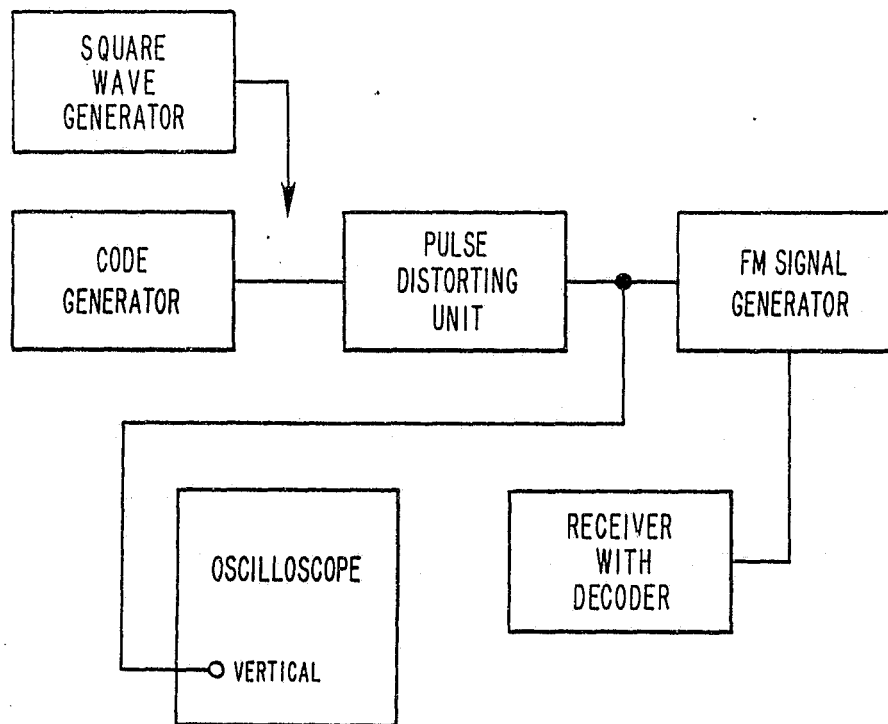 SQUARE
WAVE
GENERATOR
CODE
GENERATOR
PULSE
DISTORTING
UNIT
FM SIGNAL
GENERATOR
OSCILLOSCOPE
VERTICAL
RECEIVER
WITH
DECODER